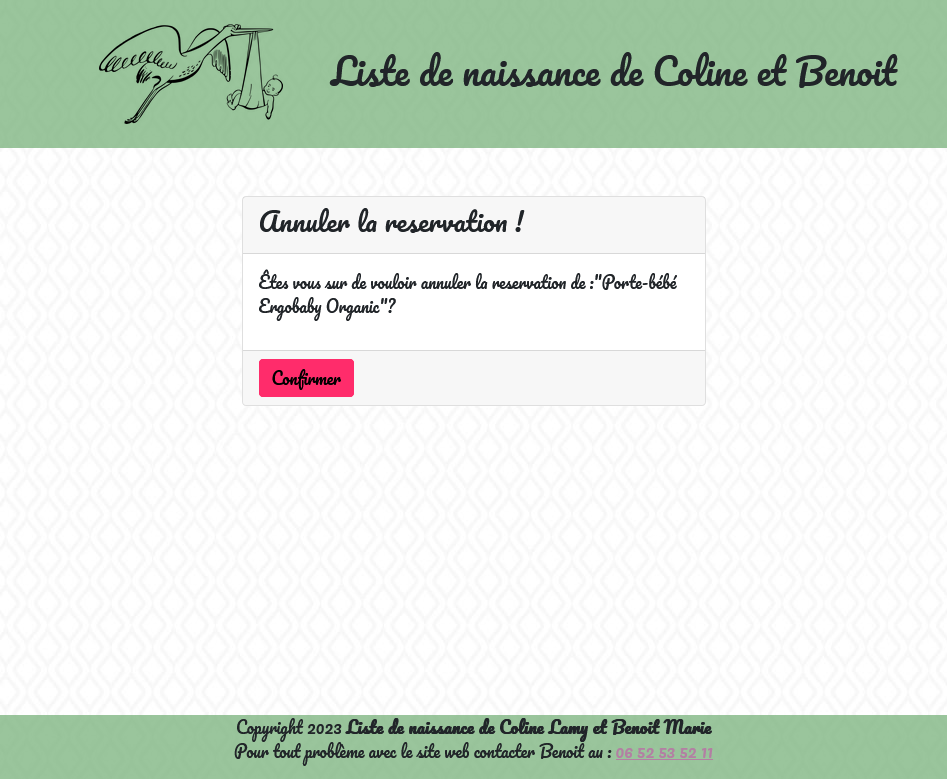 Liste de naissance de Coline et Benoit
Annuler la reservation !
Êtes vous sur de vouloir annuler la reservation de :"Porte-bébé
Ergobaby Organic"?
Confirmer
Copyright 2023 Liste de naissance de Coline Lamy et Benoit Marie
Pour tout problème avec le site web contacter Benoit au : 06 52 53 52 11